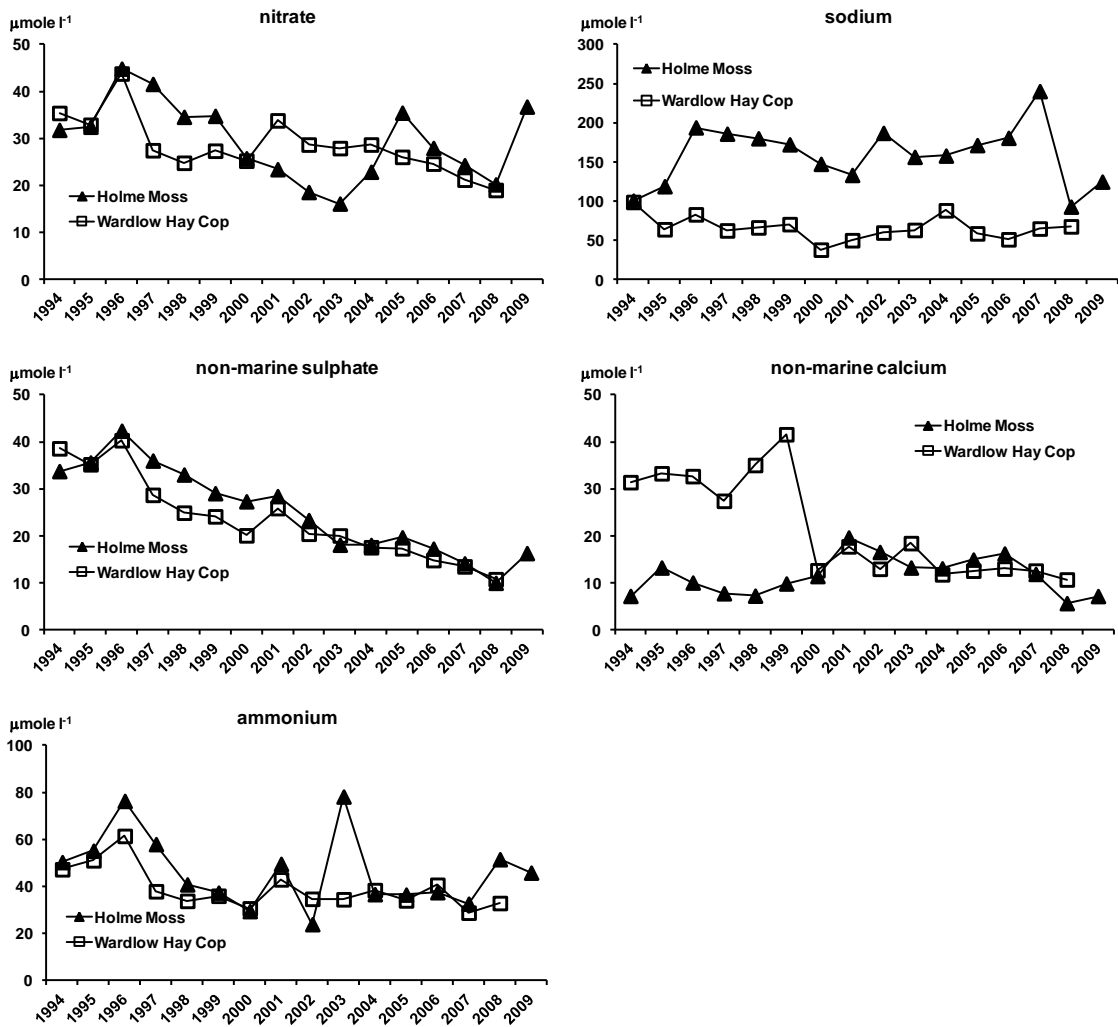 nitrate
µmole l-1
50
40
30
20
10
0
Holme Moss
Wardlow Hay Cop
1994 1995 1996 1997 1998 1999 2000 2001 2002 2003 2004 2005 2006 2007 2008 2009
sodium
µmole l-1
300
250
200
150
100
50
0
Holme Moss
Wardlow Hay Cop
1994 1995 1996 1997 1998 1999 2000 2001 2002 2003 2004 2005 2006 2007 2008 2009
non-marine sulphate
µmole l-1
50
40
30
20
10
0
Holme Moss
Wardlow Hay Cop
1994 1995 1996 1997 1998 1999 2000 2001 2002 2003 2004 2005 2006 2007 2008 2009
non-marine calcium
µmole l-1
50
40
30
20
10
0
Holme Moss
Wardlow Hay Cop
1994 1995 1996 1997 1998 1999 2000 2001 2002 2003 2004 2005 2006 2007 2008 2009
ammonium
µmole l-1
100
80
60
40
20
0
Holme Moss
Wardlow Hay Cop
1994 1995 1996 1997 1998 1999 2000 2001 2002 2003 2004 2005 2006 2007 2008 2009